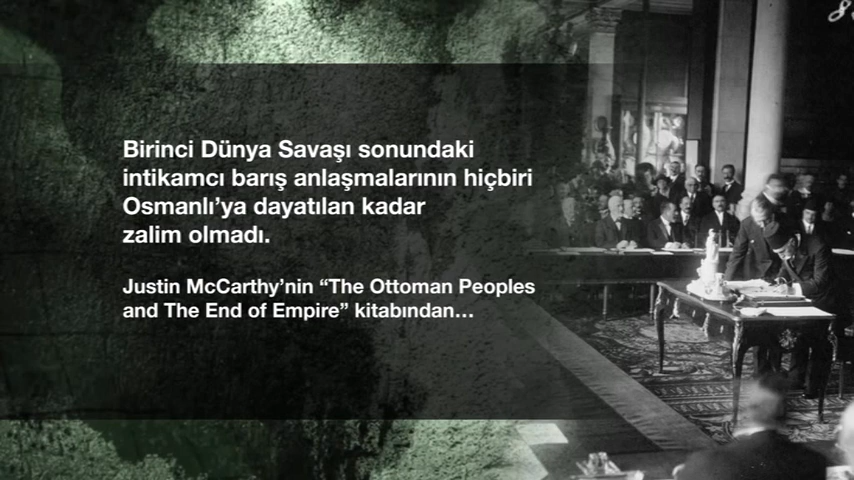 Birinci Dünya Savaşı sonundaki
intikamcı barış anlaşmalarının hiçbiri
Osmanlı’ya dayatılan kadar
zalim olmadı.
Justin McCarthy’nin “The Ottoman Peoples
and The End of Empire” kitabından…